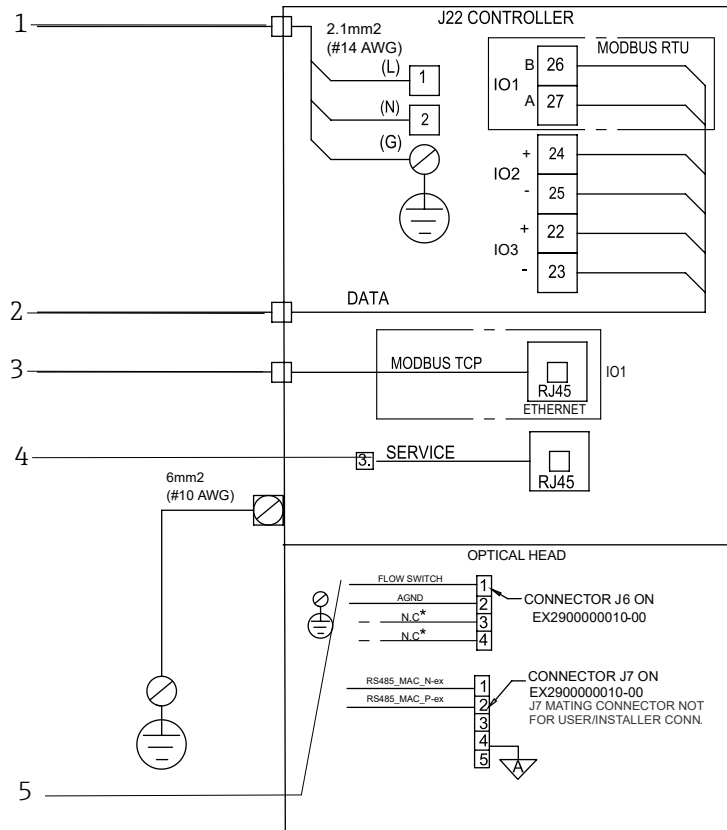 J22 CONTROLLER
1
2.1mm2
(#14 AWG)
(L)
1
(N)
2
(G)
MODBUS RTU
IO1
B
26
A
27
IO2
+
24
-
25
IO3
+
22
-
23
2
DATA
3
MODBUS TCP
RJ45
ETHERNET
IO1
4
3.
SERVICE
RJ45
6mm2
(#10 AWG)
OPTICAL HEAD
FLOW SWITCH
1
AGND
2
N.C*
3
N.C*
4
CONNECTOR J6 ON
EX2900000010-00
RS485_MAC_N-ex
1
RS485_MAC_P-ex
2
3
4
5
CONNECTOR J7 ON
EX2900000010-00
J7 MATING CONNECTOR NOT
FOR USER/INSTALLER CONN.
A
5